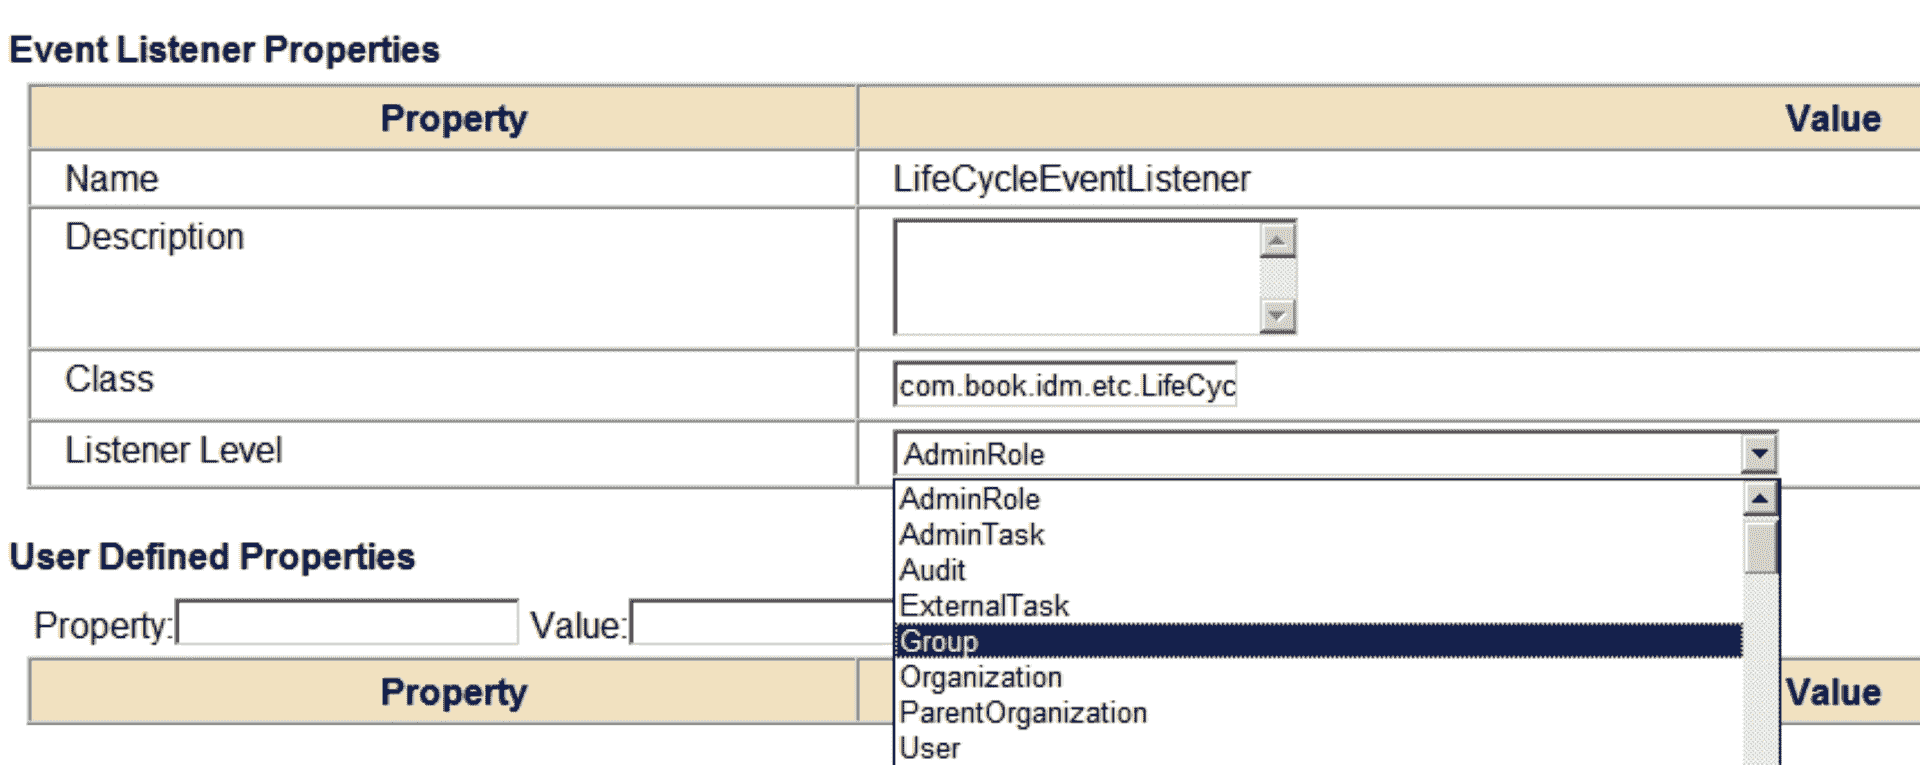 Event Listener Properties
Property Value
Name LifeCycleEventListener
Description
Class com.book.idm.etc.LifeCyc
Listener Level AdminRole
AdminRole
AdminTask
Audit
ExternalTask
Group
Organization
ParentOrganization
User
User Defined Properties
Property: Value:
Property Value